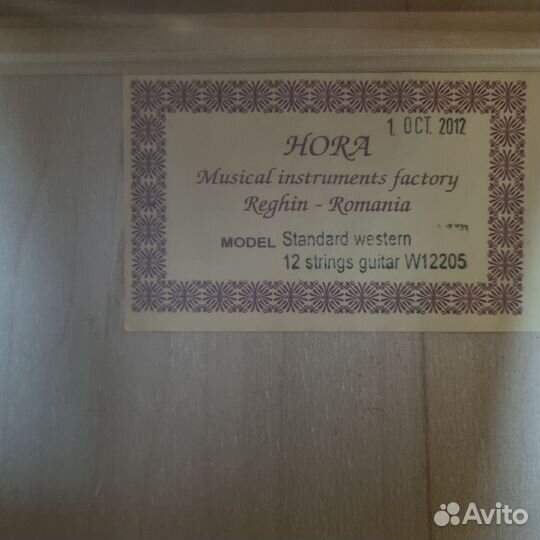 1. OCT. 2012
HORA
Musical instruments factory
Reghin - Romania
MODEL Standard western
12 strings guitar W12205
Avito